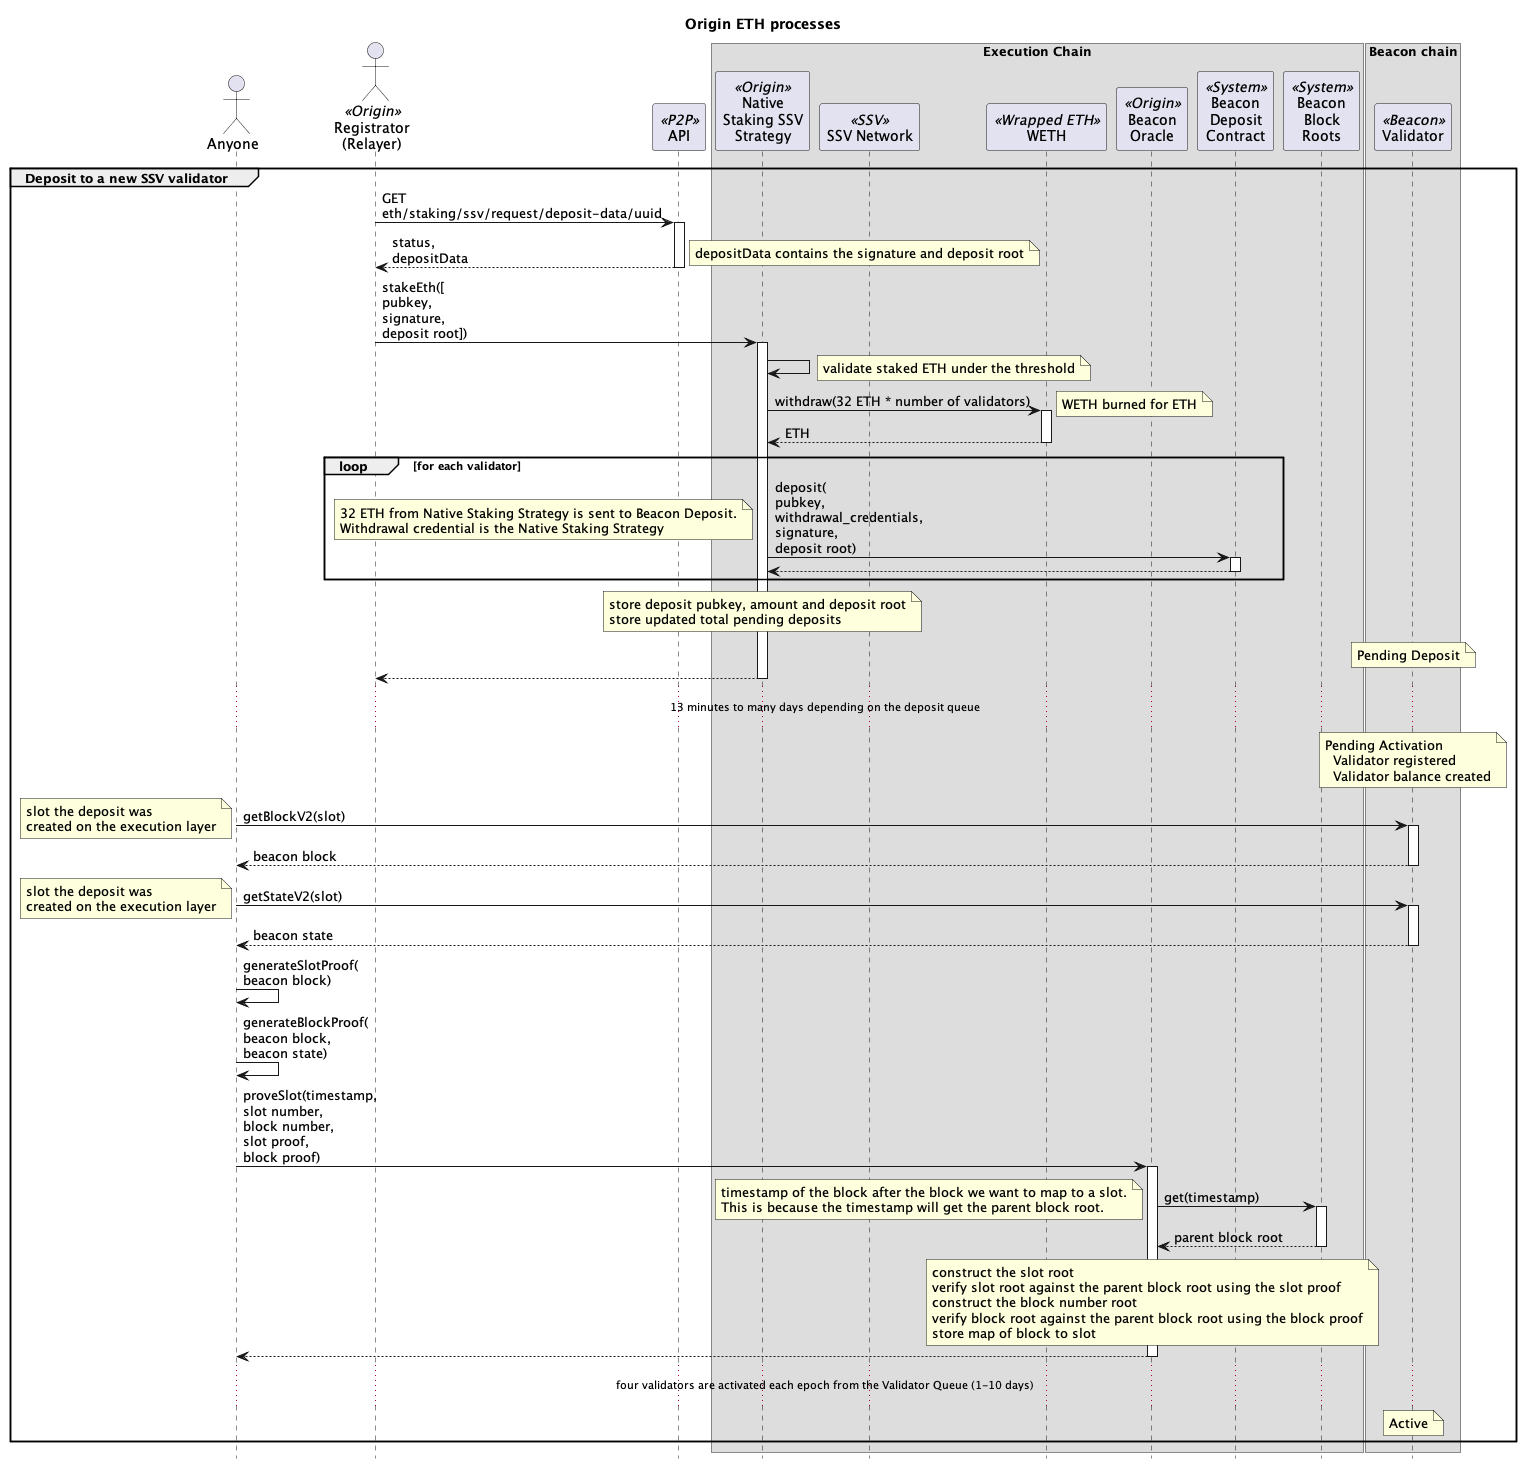 Origin ETH processes
Execution Chain
Beacon chain
Anyone
«Origin»
Registrator
(Relayer)
«P2P»
API
«Origin»
Native
Staking SSV
Strategy
«SSV»
SSV Network
«Wrapped ETH»
WETH
«Origin»
Beacon
Oracle
«System»
Beacon
Deposit
Contract
«System»
Beacon
Block
Roots
«Beacon»
Validator
Deposit to a new SSV validator
GET
eth/staking/ssv/request/deposit-data/uuid
status,
depositData
depositData contains the signature and deposit root
stakeEth([
pubkey,
signature,
deposit root])
validate staked ETH under the threshold
withdraw(32 ETH * number of validators)
WETH burned for ETH
ETH
loop
[for each validator]
deposit(
pubkey,
withdrawal_credentials,
signature,
deposit root)
32 ETH from Native Staking Strategy is sent to Beacon Deposit.
Withdrawal credential is the Native Staking Strategy
store deposit pubkey, amount and deposit root
store updated total pending deposits
Pending Deposit
13 minutes to many days depending on the deposit queue
Pending Activation
Validator registered
Validator balance created
slot the deposit was
created on the execution layer
getBlockV2(slot)
beacon block
slot the deposit was
created on the execution layer
getStateV2(slot)
beacon state
generateSlotProof(
beacon block)
generateBlockProof(
beacon block,
beacon state)
proveSlot(timestamp,
slot number,
block number,
slot proof,
block proof)
timestamp of the block after the block we want to map to a slot.
This is because the timestamp will get the parent block root.
get(timestamp)
parent block root
construct the slot root
verify slot root against the parent block root using the slot proof
construct the block number root
verify block root against the parent block root using the block proof
store map of block to slot
four validators are activated each epoch from the Validator Queue (1-10 days)
Active